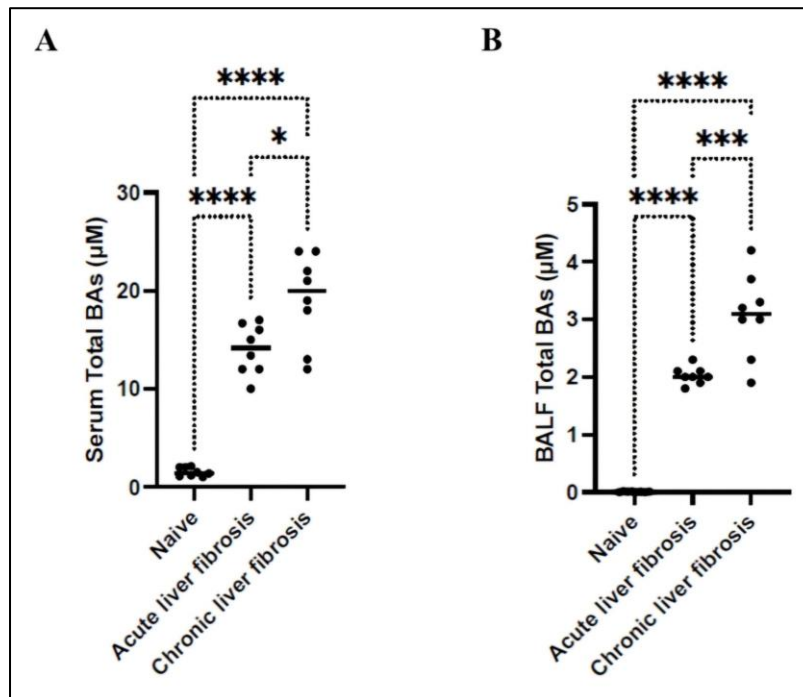 A
****
*
****
30
20
10
0
Serum Total BAs (µM)
Naive
Acute liver fibrosis
Chronic liver fibrosis
B
****
***
****
5
4
3
2
1
0
BALF Total BAs (µM)
Naive
Acute liver fibrosis
Chronic liver fibrosis